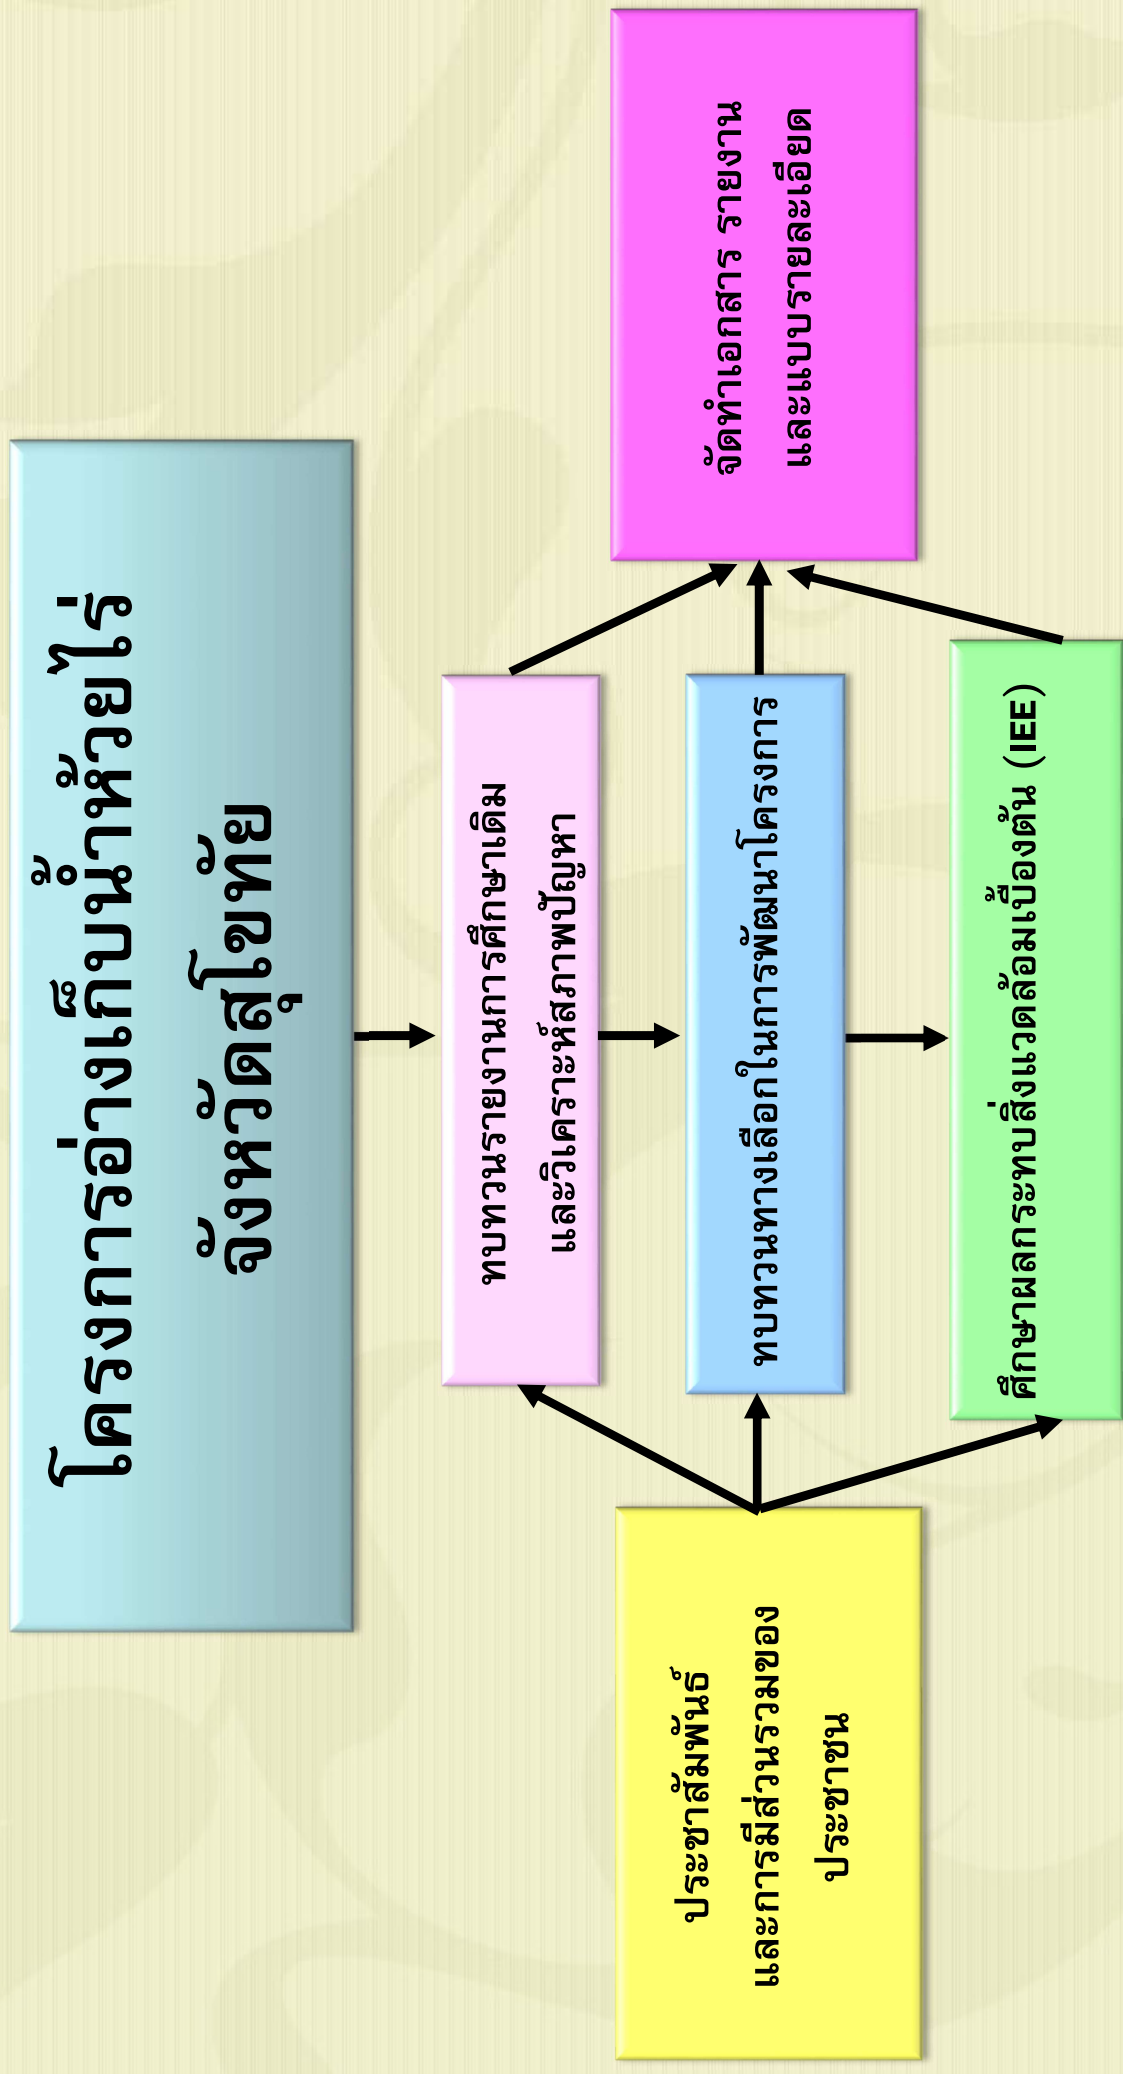 โครงการอ่างเก็บน้ำห้วยไร่
จังหวัดสุโขทัย
ทบทวนรายงานการศึกษาเดิม
และวิเคราะห์สภาพปัญหา
ประชาสัมพันธ์
และการมีส่วนรวมของ
ประชาชน
ทบทวนทางเลือกในการพัฒนาโครงการ
จัดทำเอกสาร รายงาน
และแบบรายละเอียด
ศึกษาผลกระทบสิ่งแวดล้อมเบื้องต้น (IEE)